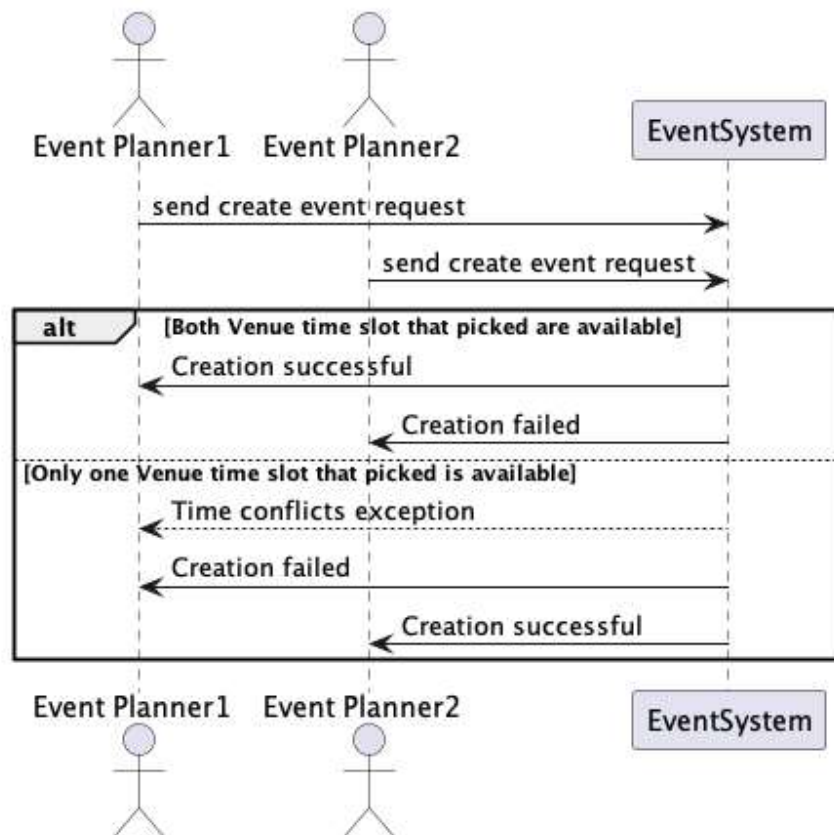 Event Planner1 Event Planner2 EventSystem
send create event request
send create event request
alt [Both Venue time slot that picked are available]
Creation successful
Creation failed
[Only one Venue time slot that picked is available]
Time conflicts exception
Creation failed
Creation successful
Event Planner1 Event Planner2 EventSystem